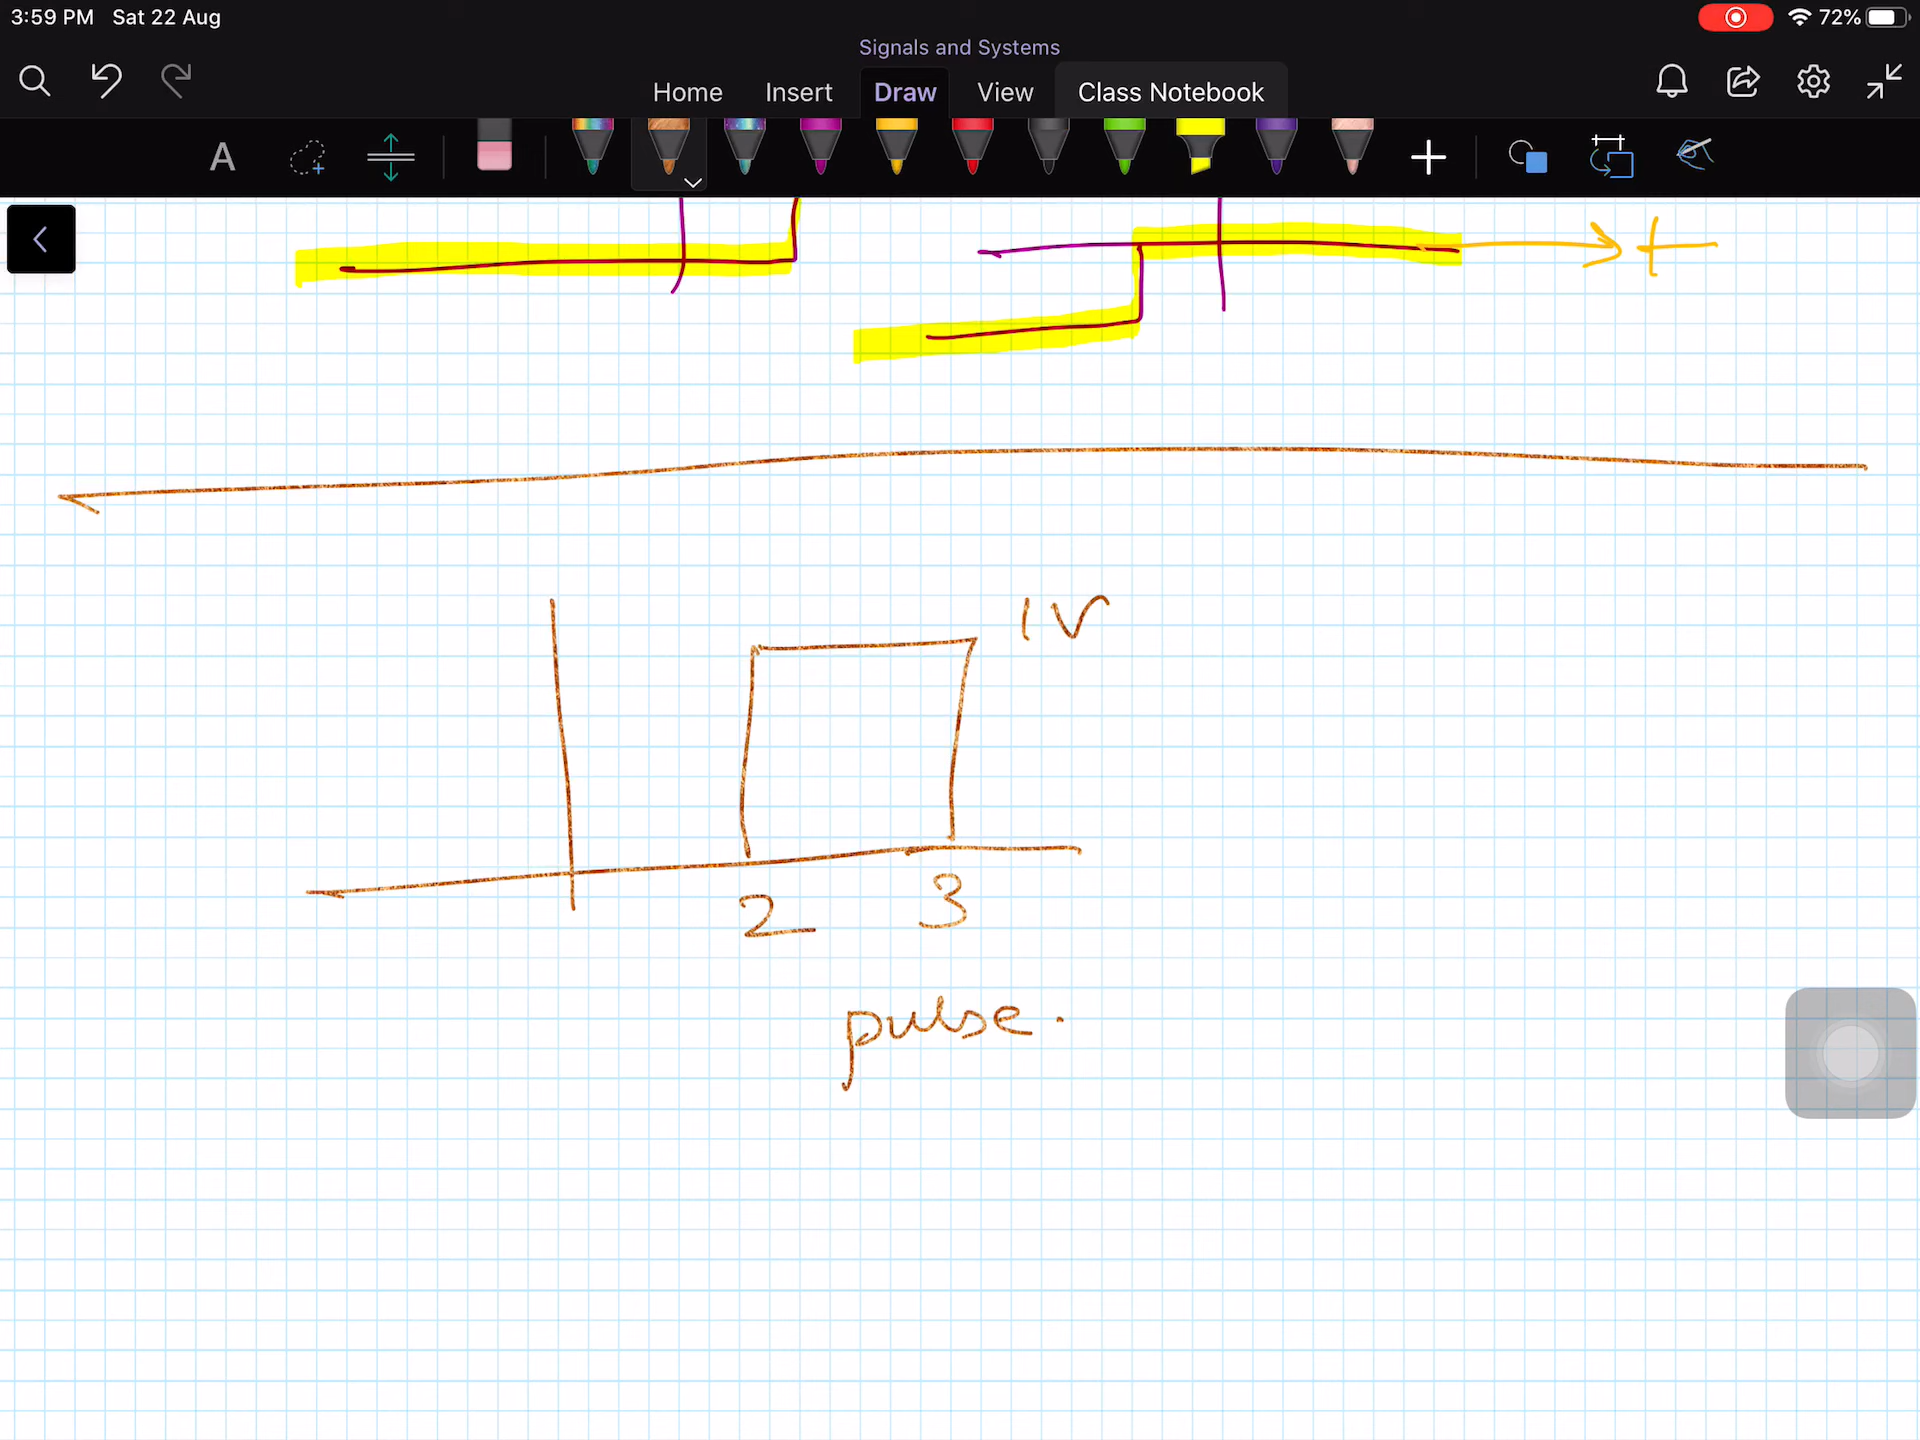 3:59 PM Sat 22 Aug
72%
Signals and Systems
Home Insert Draw View Class Notebook
A
t
1V
2 3
pulse.